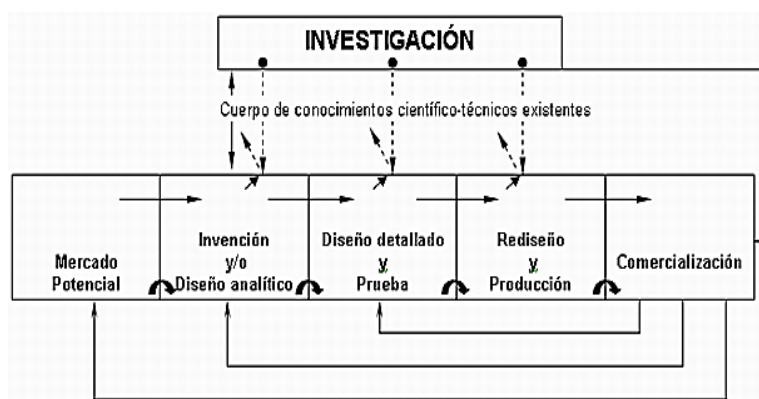 INVESTIGACIÓN
Cuerpo de conocimientos científico-técnicos existentes
Mercado
Potencial
Invención
y/o
Diseño analítico
Diseño detallado
y
Prueba
Rediseño
y
Producción
Comercialización